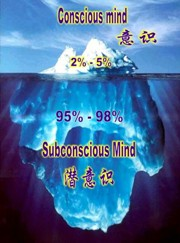 Conscious mind
意识
2% - 5%
95% - 98%
Subconscious Mind
潜意识